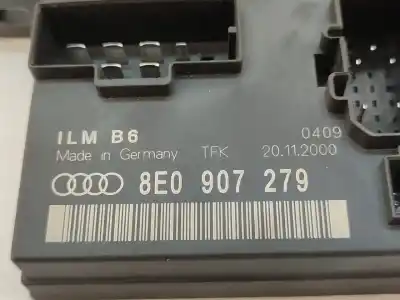 ILM B6 0409
Made in Germany TFK 20.11.2000
8E0 907 279